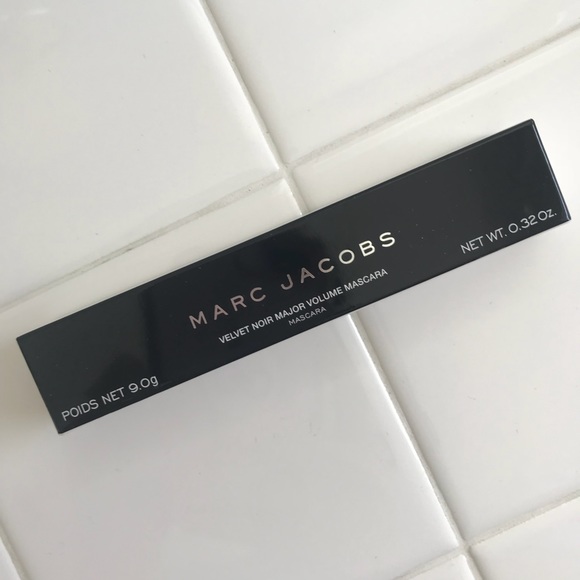 MARC JACOBS
VELVET NOIR MAJOR VOLUME MASCARA
MASCARA
POIDS NET 9.0g
NET WT. 0.32 Oz.